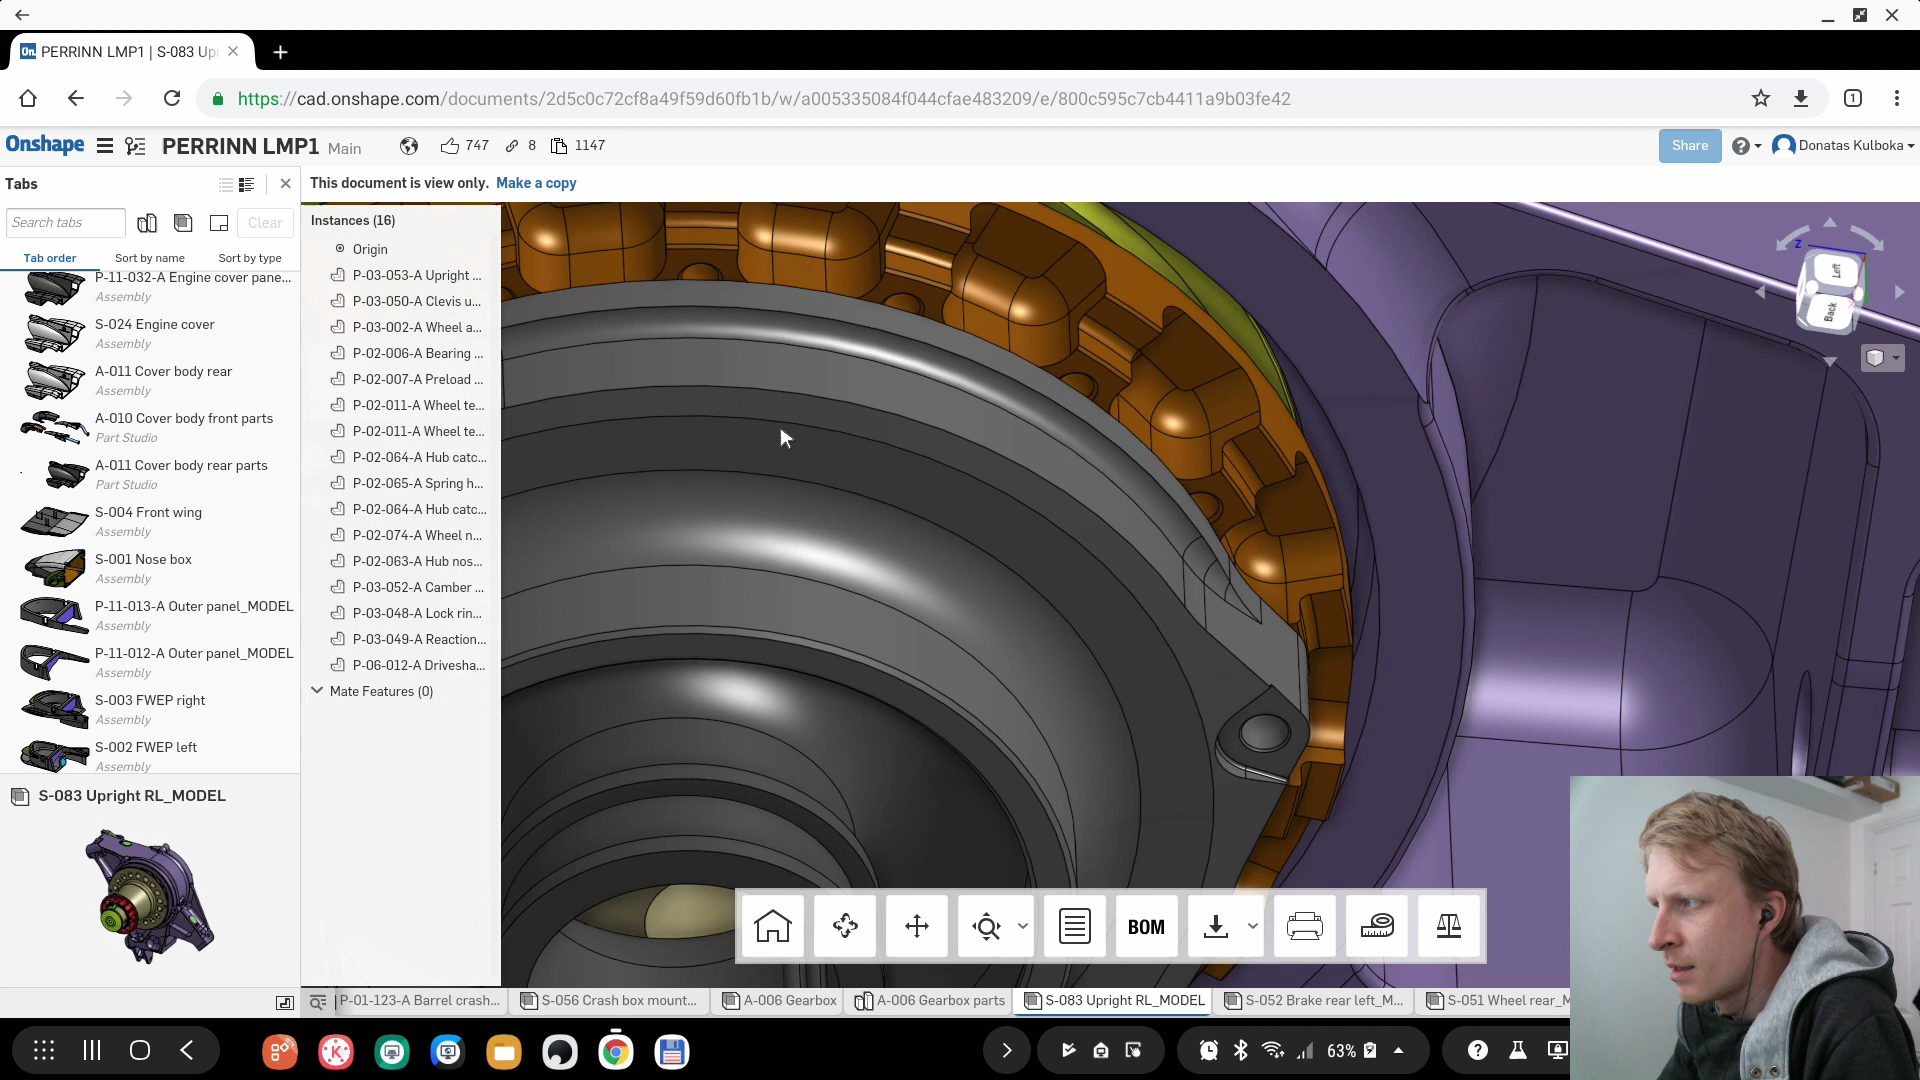 On PERRINN LMP1 | S-083 Up
https://cad.onshape.com/documents/2d5c0c72cf8a49f59d60fb1b/w/a005335084f044cfae483209/e/800c595c7cb4411a9b03fe42
1
Onshape
PERRINN LMP1 Main
747 8 1147
Share
Donatas Kulboka
Tabs
This document is view only. Make a copy
Search tabs
Clear
Tab order Sort by name Sort by type
P-11-032-A Engine cover pane...
Assembly
S-024 Engine cover
Assembly
A-011 Cover body rear
Assembly
A-010 Cover body front parts
Part Studio
A-011 Cover body rear parts
Part Studio
S-004 Front wing
Assembly
S-001 Nose box
Assembly
P-11-013-A Outer panel_MODEL
Assembly
P-11-012-A Outer panel_MODEL
Assembly
S-003 FWEP right
Assembly
S-002 FWEP left
Assembly
S-083 Upright RL_MODEL
Instances (16)
Origin
P-03-053-A Upright ...
P-03-050-A Clevis u...
P-03-002-A Wheel a...
P-02-006-A Bearing ...
P-02-007-A Preload ...
P-02-011-A Wheel te...
P-02-011-A Wheel te...
P-02-064-A Hub catc...
P-02-065-A Spring h...
P-02-064-A Hub catc...
P-02-074-A Wheel n...
P-02-063-A Hub nos...
P-03-052-A Camber ...
P-03-048-A Lock rin...
P-03-049-A Reaction...
P-06-012-A Drivesha...
Mate Features (0)
Z
Left
Back
BOM
P-01-123-A Barrel crash... S-056 Crash box mount... A-006 Gearbox A-006 Gearbox parts S-083 Upright RL_MODEL S-052 Brake rear left_M... S-051 Wheel rear_M
63%